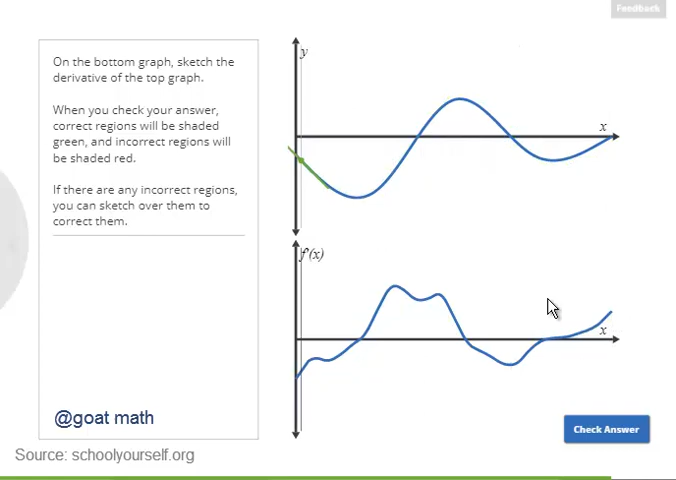 Feedback
On the bottom graph, sketch the
derivative of the top graph.
When you check your answer,
correct regions will be shaded
green, and incorrect regions will
be shaded red.
If there are any incorrect regions,
you can sketch over them to
correct them.
@goat math
Source: schoolyourself.org
y
x
f'(x)
x
Check Answer